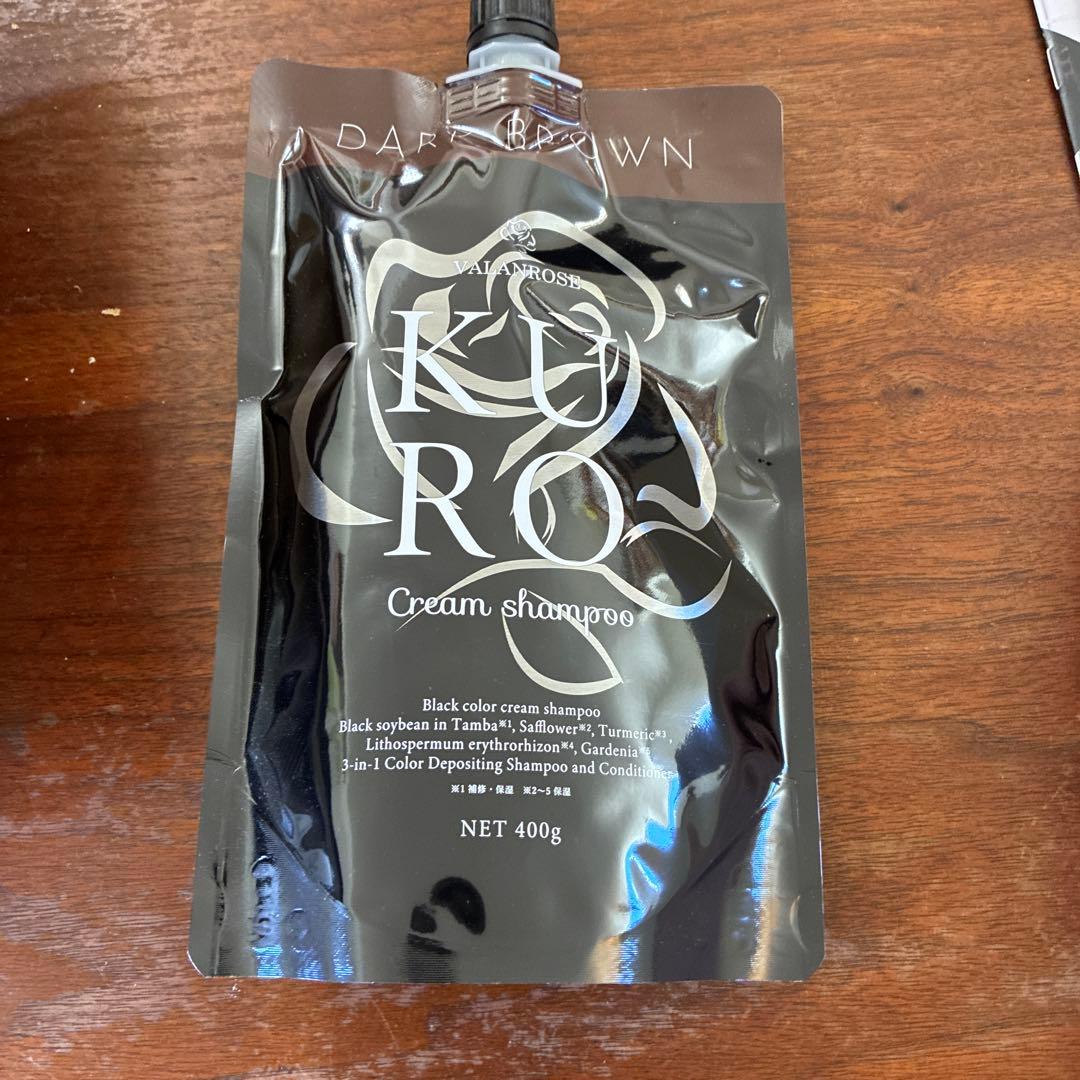 DARK BROWN
VALANROSE
KU
RO
Cream shampoo
Black color cream shampoo
Black soybean in Tamba※1, Safflower※2, Turmeric※3,
Lithospermum erythrorhizon※4, Gardenia※5
3-in-1 Color Depositing Shampoo and Conditioner
※1 補修・保湿 ※2〜5 保湿
NET 400g